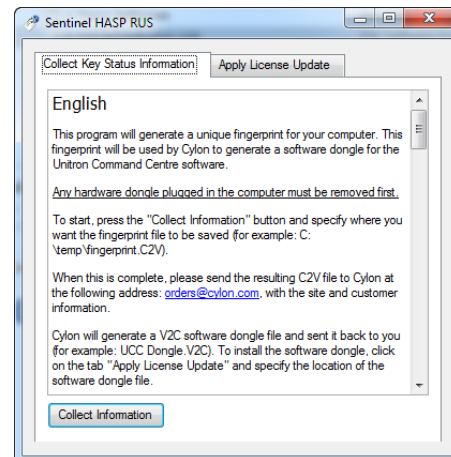 Sentinel HASP RUS
Collect Key Status Information
Apply License Update
English
This program will generate a unique fingerprint for your computer. This
fingerprint will be used by Cylon to generate a software dongle for the
Unitron Command Centre software.
Any hardware dongle plugged in the computer must be removed first.
To start, press the "Collect Information" button and specify where you
want the fingerprint file to be saved (for example: C:
\temp\fingerprint.C2V).
When this is complete, please send the resulting C2V file to Cylon at
the following address: orders@cylon.com, with the site and customer
information.
Cylon will generate a V2C software dongle file and sent it back to you
(for example: UCC Dongle.V2C). To install the software dongle, click
on the tab "Apply License Update" and specify the location of the
software dongle file.
Collect Information